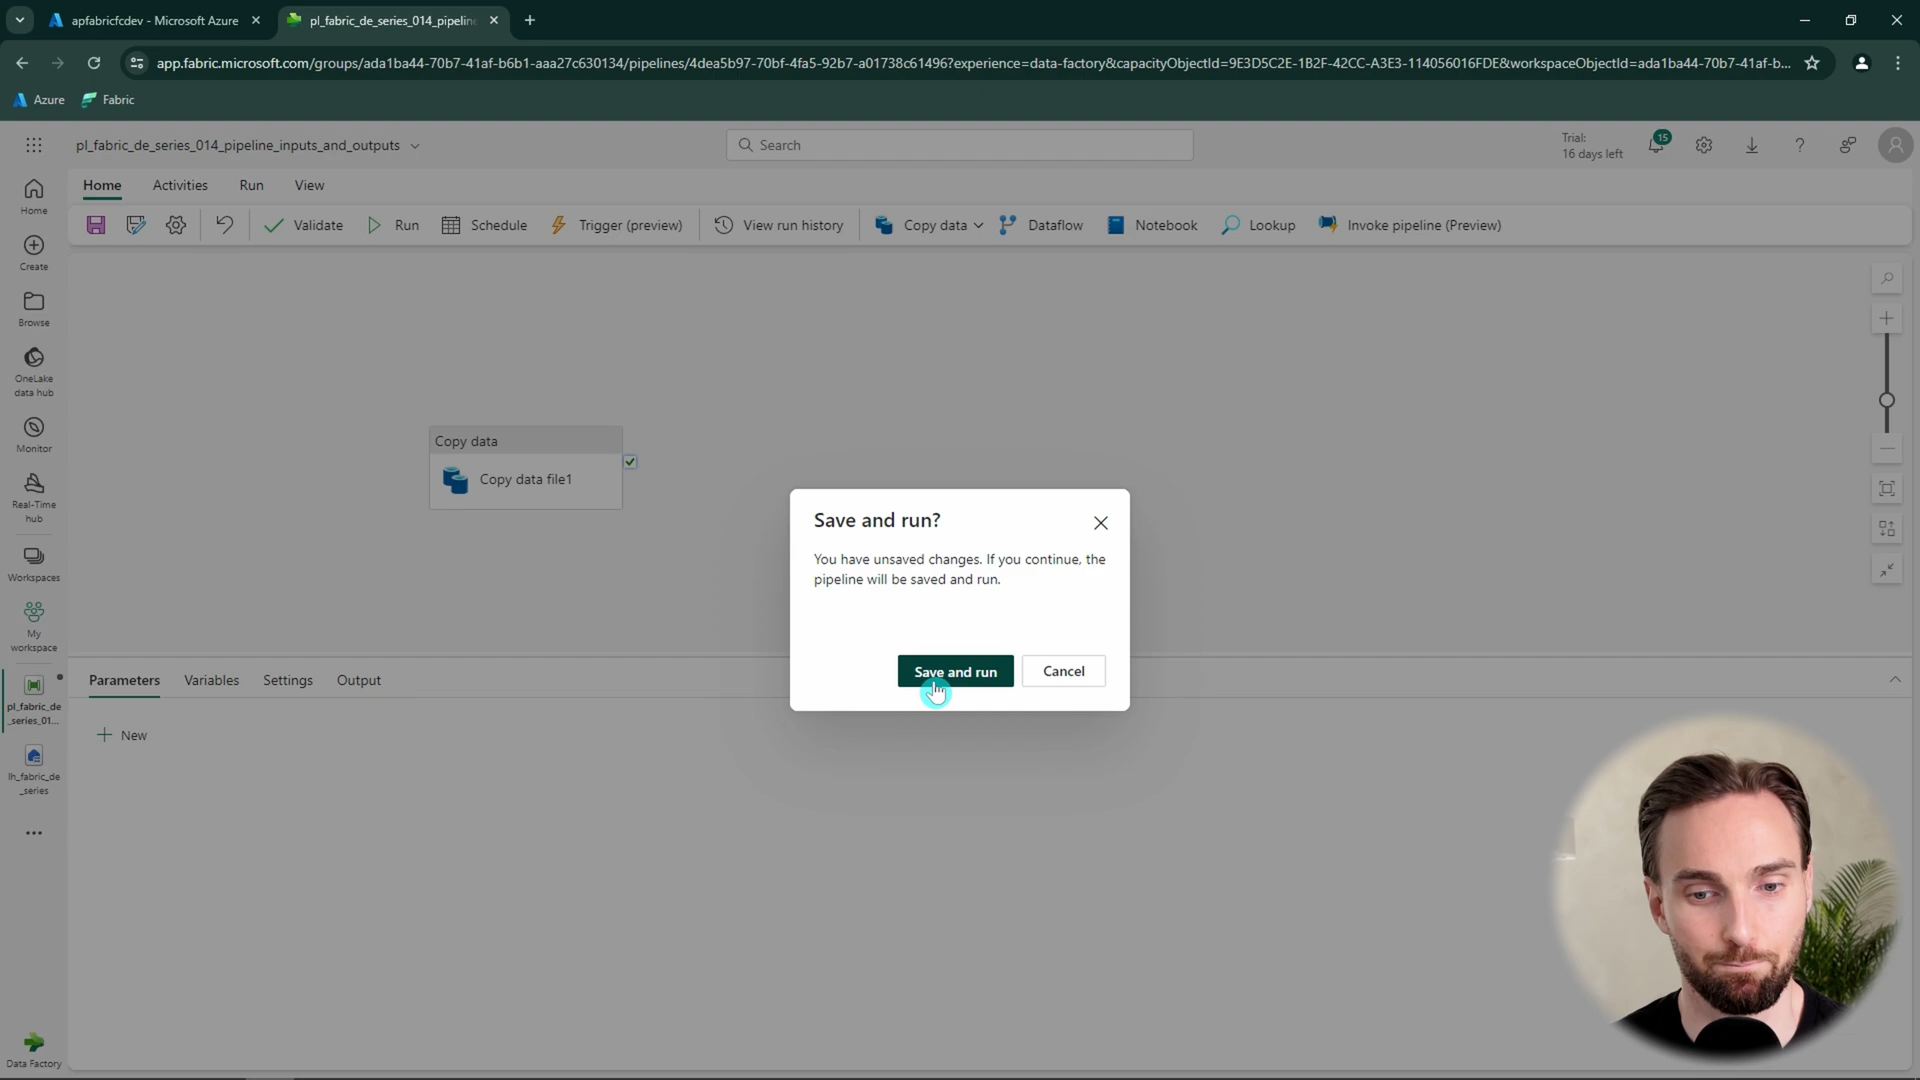 apfabricfcdev - Microsoft Azure
pl_fabric_de_series_014_pipelin
app.fabric.microsoft.com/groups/ada1ba44-70b7-41af-b6b1-aaa27c630134/pipelines/4dea5b97-70bf-4fa5-92b7-a01738c61496?experience=data-factory&capacityObjectId=9E3D5C2E-1B2F-42CC-A3E3-114056016FDE&workspaceObjectId=ada1ba44-70b7-41af-b...
Azure
Fabric
pl_fabric_de_series_014_pipeline_inputs_and_outputs
Search
Trial:
16 days left
15
Home
Activities
Run
View
Validate
Run
Schedule
Trigger (preview)
View run history
Copy data
Dataflow
Notebook
Lookup
Invoke pipeline (Preview)
Home
Create
Browse
OneLake
data hub
Monitor
Real-Time
hub
Workspaces
My
workspace
pl_fabric_de
_series_01...
lh_fabric_de
_series
Data Factory
Copy data
Copy data file1
Save and run?
You have unsaved changes. If you continue, the
pipeline will be saved and run.
Save and run
Cancel
Parameters
Variables
Settings
Output
New